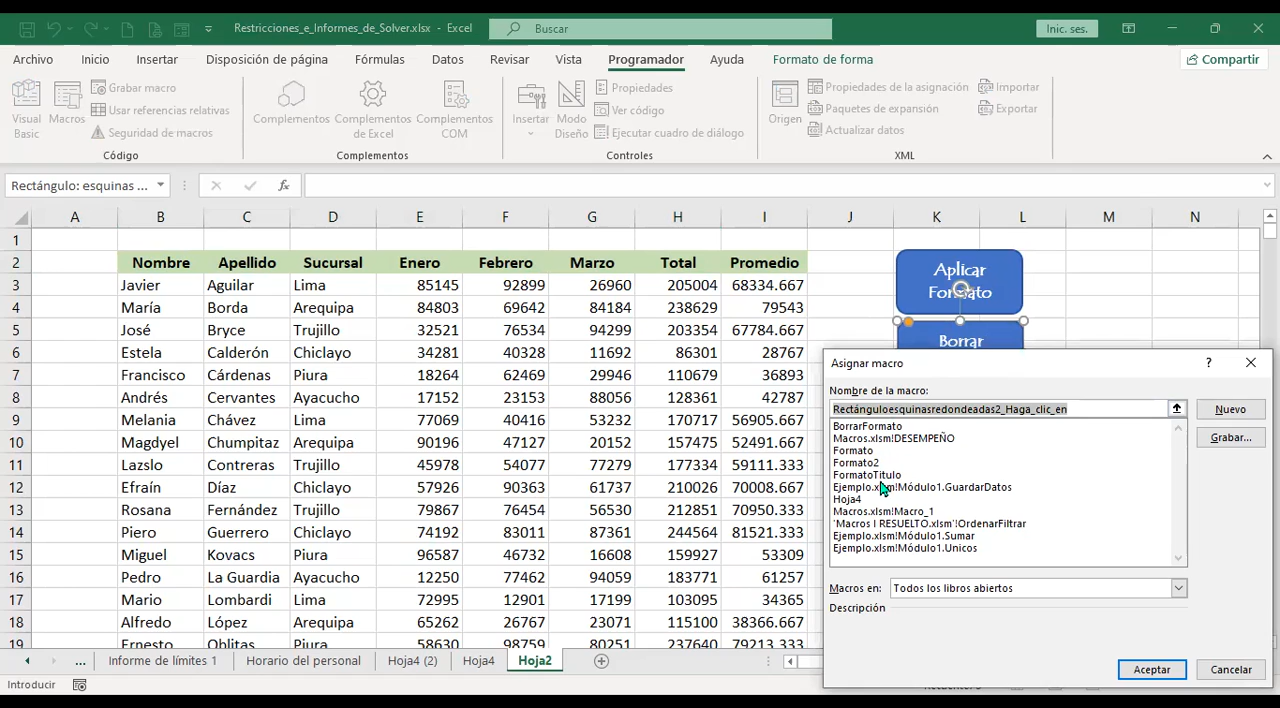 Restricciones_e_Informes_de_Solver.xlsx - Excel
Buscar
Inic. ses.
Archivo Inicio Insertar Disposición de página Fórmulas Datos Revisar Vista Programador Ayuda Formato de forma Compartir
Visual Basic
Macros
Grabar macro
Usar referencias relativas
Seguridad de macros
Código
Complementos
Complementos de Excel
Complementos COM
Complementos
Insertar
Modo Diseño
Propiedades
Ver código
Ejecutar cuadro de diálogo
Controles
Origen
Propiedades de la asignación
Paquetes de expansión
Actualizar datos
Importar
Exportar
XML
Rectángulo: esquinas ...
fx
A B C D E F G H I J K L M N
1
2 Nombre Apellido Sucursal Enero Febrero Marzo Total Promedio
3 Javier Aguilar Lima 85145 92899 26960 205004 68334.667
4 María Borda Arequipa 84803 69642 84184 238629 79543
5 José Bryce Trujillo 32521 76534 94299 203354 67784.667
6 Estela Calderón Chiclayo 34281 40328 11692 86301 28767
7 Francisco Cárdenas Piura 18264 62469 29946 110679 36893
8 Andrés Cervantes Ayacucho 17152 23153 88056 128361 42787
9 Melania Chávez Lima 77069 40416 53232 170717 56905.667
10 Magdyel Chumpitaz Arequipa 90196 47127 20152 157475 52491.667
11 Lazslo Contreras Trujillo 45978 54077 77279 177334 59111.333
12 Efraín Díaz Chiclayo 57926 90363 61737 210026 70008.667
13 Rosana Fernández Trujillo 79867 76454 56530 212851 70950.333
14 Piero Guerrero Chiclayo 74192 83011 87361 244564 81521.333
15 Miguel Kovacs Piura 96587 46732 16608 159927 53309
16 Pedro La Guardia Ayacucho 12250 77462 94059 183771 61257
17 Mario Lombardi Lima 72995 12901 17199 103095 34365
18 Alfredo López Arequipa 65262 26767 23071 115100 38366.667
19 Ernesto Oblitas Piura 58630 98759 80251 237640 79213.333
Aplicar
Formato
Borrar
Asignar macro
?
Nombre de la macro:
Rectánguloesquinasredondeadas2_Haga_clic_en
BorrarFormato
Macros.xlsm!DESEMPEÑO
Formato
Formato2
FormatoTitulo
Ejemplo.xlsm!Módulo1.GuardarDatos
Hoja4
Macros.xlsm!Macro_1
'Macros I RESUELTO.xlsm'!OrdenarFiltrar
Ejemplo.xlsm!Módulo1.Sumar
Ejemplo.xlsm!Módulo1.Unicos
Nuevo
Grabar...
Macros en: Todos los libros abiertos
Descripción
Aceptar Cancelar
... Informe de límites 1 Horario del personal Hoja4 (2) Hoja4 Hoja2
Introducir